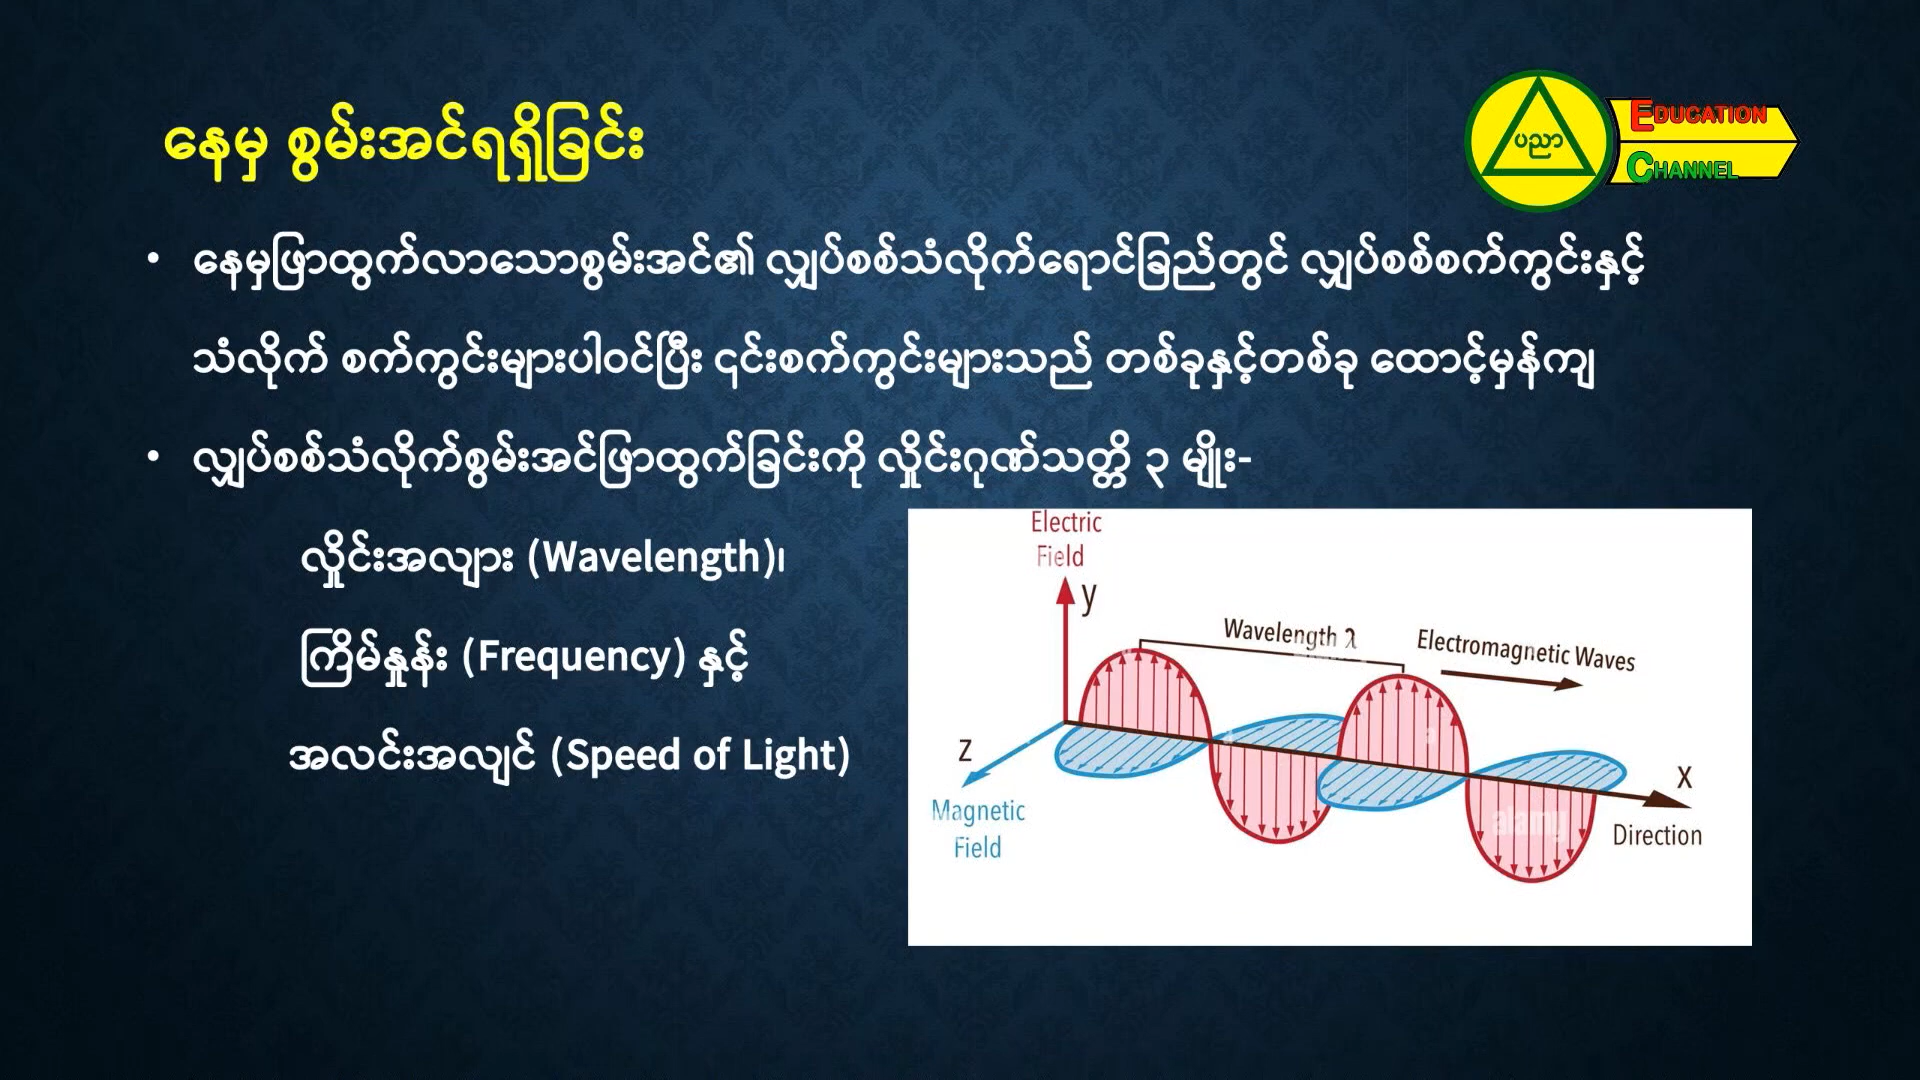 နေမှ စွမ်းအင်ရရှိခြင်း
ပညာ
EDUCATION
CHANNEL
• နေမှဖြာထွက်လာသောစွမ်းအင်၏ လျှပ်စစ်သံလိုက်ရောင်ခြည်တွင် လျှပ်စစ်စက်ကွင်းနှင့်
သံလိုက် စက်ကွင်းများပါဝင်ပြီး ၎င်းစက်ကွင်းများသည် တစ်ခုနှင့်တစ်ခု ထောင့်မှန်ကျ
• လျှပ်စစ်သံလိုက်စွမ်းအင်ဖြာထွက်ခြင်းကို လှိုင်းဂုဏ်သတ္တိ ၃ မျိုး-
လှိုင်းအလျား (Wavelength)၊
ကြိမ်နှုန်း (Frequency) နှင့်
အလင်းအလျင် (Speed of Light)
Electric
Field
y
Wavelength λ
Electromagnetic Waves
z
Magnetic
Field
x
Direction
alamy